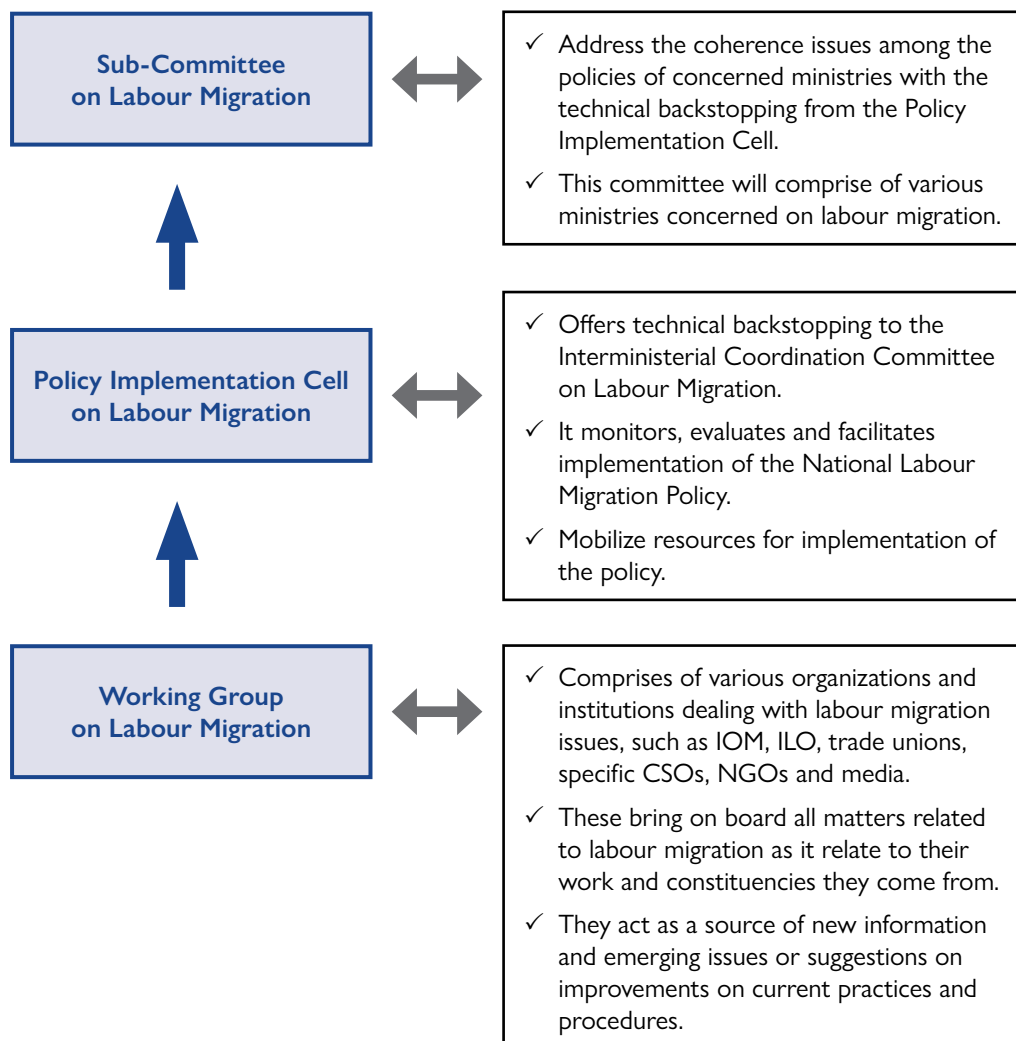 Sub-Committee
on Labour Migration
✓ Address the coherence issues among the
policies of concerned ministries with the
technical backstopping from the Policy
Implementation Cell.
✓ This committee will comprise of various
ministries concerned on labour migration.
Policy Implementation Cell
on Labour Migration
✓ Offers technical backstopping to the
Interministerial Coordination Committee
on Labour Migration.
✓ It monitors, evaluates and facilitates
implementation of the National Labour
Migration Policy.
✓ Mobilize resources for implementation of
the policy.
Working Group
on Labour Migration
✓ Comprises of various organizations and
institutions dealing with labour migration
issues, such as IOM, ILO, trade unions,
specific CSOs, NGOs and media.
✓ These bring on board all matters related
to labour migration as it relate to their
work and constituencies they come from.
✓ They act as a source of new information
and emerging issues or suggestions on
improvements on current practices and
procedures.